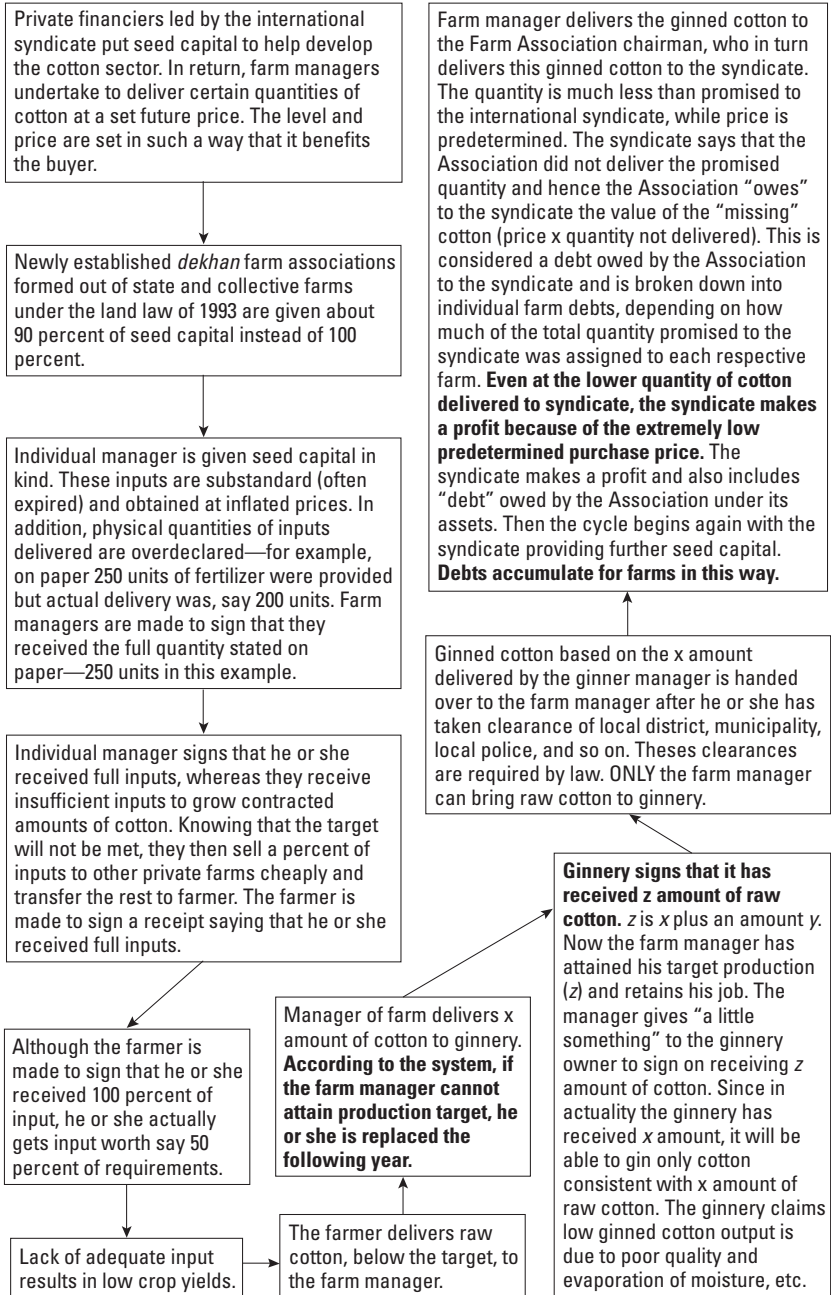 Private financiers led by the international
syndicate put seed capital to help develop
the cotton sector. In return, farm managers
undertake to deliver certain quantities of
cotton at a set future price. The level and
price are set in such a way that it benefits
the buyer.
Newly established dekhan farm associations
formed out of state and collective farms
under the land law of 1993 are given about
90 percent of seed capital instead of 100
percent.
Individual manager is given seed capital in
kind. These inputs are substandard (often
expired) and obtained at inflated prices. In
addition, physical quantities of inputs
delivered are overdeclared—for example,
on paper 250 units of fertilizer were provided
but actual delivery was, say 200 units. Farm
managers are made to sign that they
received the full quantity stated on
paper—250 units in this example.
Individual manager signs that he or she
received full inputs, whereas they receive
insufficient inputs to grow contracted
amounts of cotton. Knowing that the target
will not be met, they then sell a percent of
inputs to other private farms cheaply and
transfer the rest to farmer. The farmer is
made to sign a receipt saying that he or she
received full inputs.
Although the farmer is
made to sign that he or she
received 100 percent of
input, he or she actually
gets input worth say 50
percent of requirements.
Lack of adequate input
results in low crop yields.
The farmer delivers raw
cotton, below the target, to
the farm manager.
Manager of farm delivers x
amount of cotton to ginnery.
According to the system, if
the farm manager cannot
attain production target, he
or she is replaced the
following year.
Ginnery signs that it has
received z amount of raw
cotton. z is x plus an amount y.
Now the farm manager has
attained his target production
(z) and retains his job. The
manager gives “a little
something” to the ginnery
owner to sign on receiving z
amount of cotton. Since in
actuality the ginnery has
received x amount, it will be
able to gin only cotton
consistent with x amount of
raw cotton. The ginnery claims
low ginned cotton output is
due to poor quality and
evaporation of moisture, etc.
Ginned cotton based on the x amount
delivered by the ginner manager is handed
over to the farm manager after he or she has
taken clearance of local district, municipality,
local police, and so on. Theses clearances
are required by law. ONLY the farm manager
can bring raw cotton to ginnery.
Farm manager delivers the ginned cotton to
the Farm Association chairman, who in turn
delivers this ginned cotton to the syndicate.
The quantity is much less than promised to
the international syndicate, while price is
predetermined. The syndicate says that the
Association did not deliver the promised
quantity and hence the Association “owes”
to the syndicate the value of the “missing”
cotton (price x quantity not delivered). This is
considered a debt owed by the Association
to the syndicate and is broken down into
individual farm debts, depending on how
much of the total quantity promised to the
syndicate was assigned to each respective
farm. Even at the lower quantity of cotton
delivered to syndicate, the syndicate makes
a profit because of the extremely low
predetermined purchase price. The
syndicate makes a profit and also includes
“debt” owed by the Association under its
assets. Then the cycle begins again with the
syndicate providing further seed capital.
Debts accumulate for farms in this way.